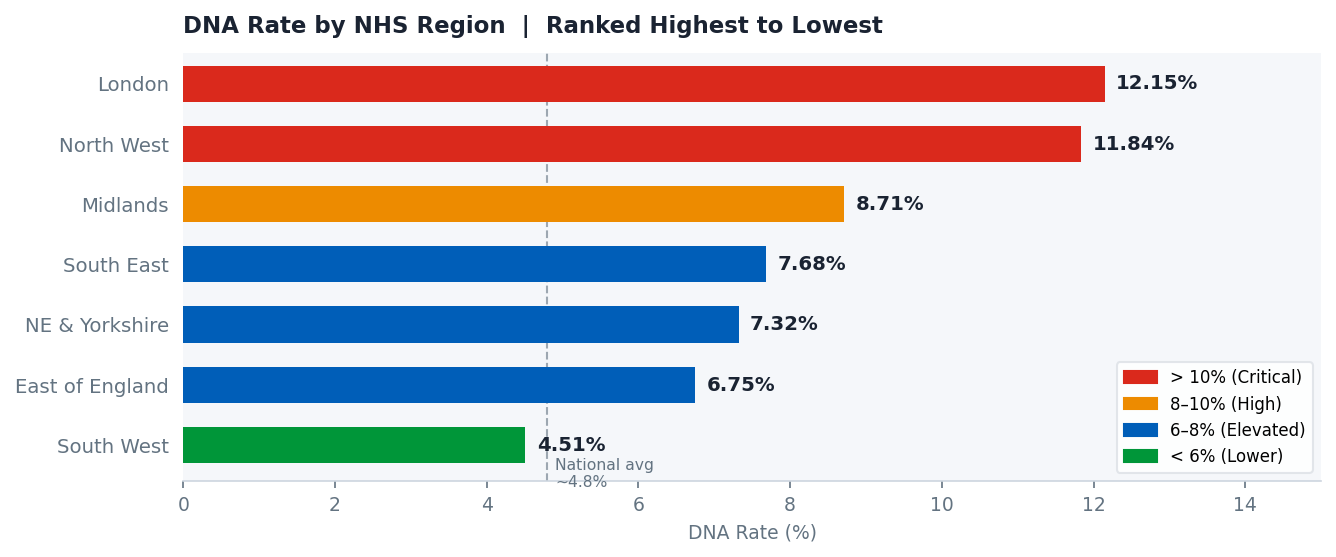 DNA Rate by NHS Region  |  Ranked Highest to Lowest
London 12.15%
North West 11.84%
Midlands 8.71%
South East 7.68%
NE & Yorkshire 7.32%
East of England 6.75%
South West 4.51%
National avg
~4.8%
> 10% (Critical)
8–10% (High)
6–8% (Elevated)
< 6% (Lower)
0 2 4 6 8 10 12 14
DNA Rate (%)